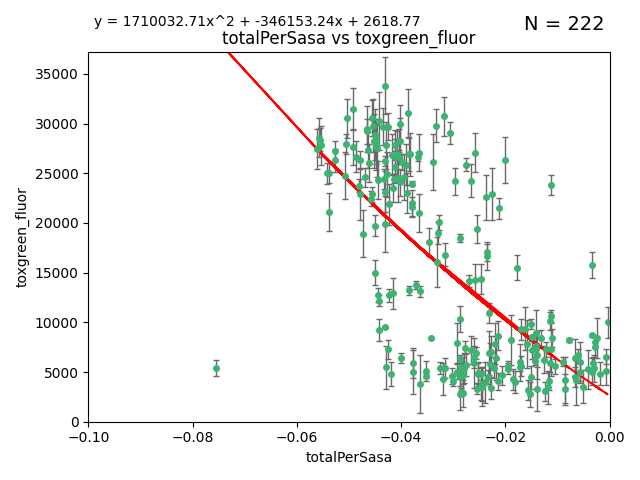 y = 1710032.71x^2 + -346153.24x + 2618.77
N = 222
totalPerSasa vs toxgreen_fluor
35000
30000
25000
20000
15000
10000
5000
0
toxgreen_fluor
−0.10
−0.08
−0.06
−0.04
−0.02
0.00
totalPerSasa